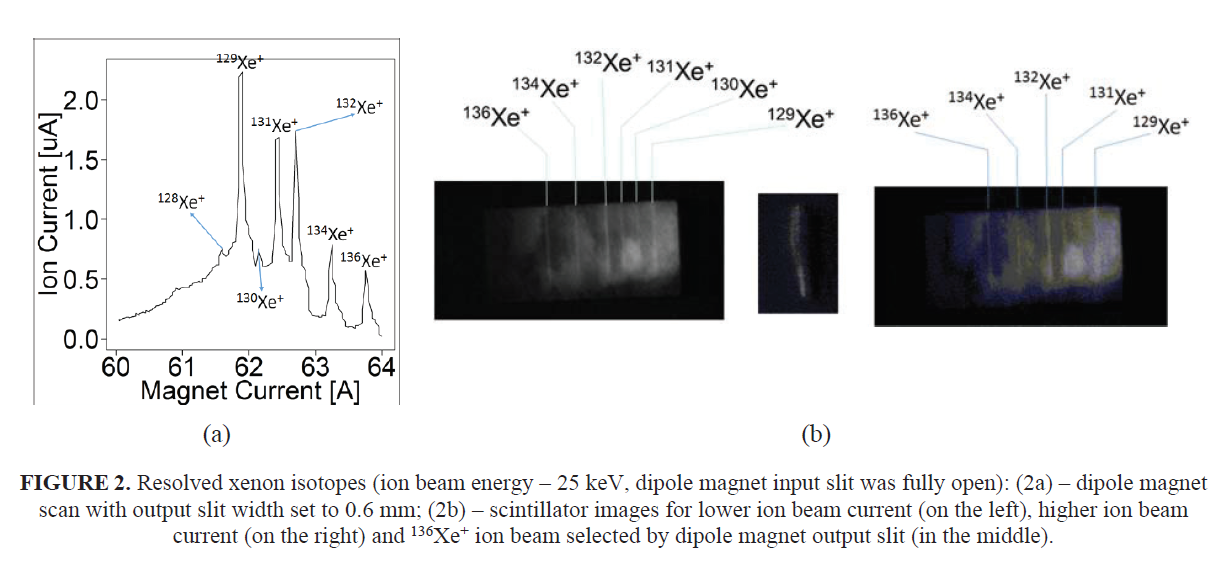 ¹²⁹Xe⁺
¹³²Xe⁺
¹³¹Xe⁺
¹²⁸Xe⁺
¹³⁴Xe⁺
¹³⁶Xe⁺
¹³⁰Xe⁺
Ion Current [uA]
2.0
1.5
1.0
0.5
0.0
60 61 62 63 64
Magnet Current [A]
(a)
¹³²Xe⁺
¹³¹Xe⁺
¹³⁴Xe⁺
¹³⁰Xe⁺
¹³⁶Xe⁺
¹²⁹Xe⁺
¹³²Xe⁺
¹³¹Xe⁺
¹³⁴Xe⁺
¹³⁶Xe⁺
¹²⁹Xe⁺
(b)
FIGURE 2. Resolved xenon isotopes (ion beam energy – 25 keV, dipole magnet input slit was fully open): (2a) – dipole magnet
scan with output slit width set to 0.6 mm; (2b) – scintillator images for lower ion beam current (on the left), higher ion beam
current (on the right) and ¹³⁶Xe⁺ ion beam selected by dipole magnet output slit (in the middle).